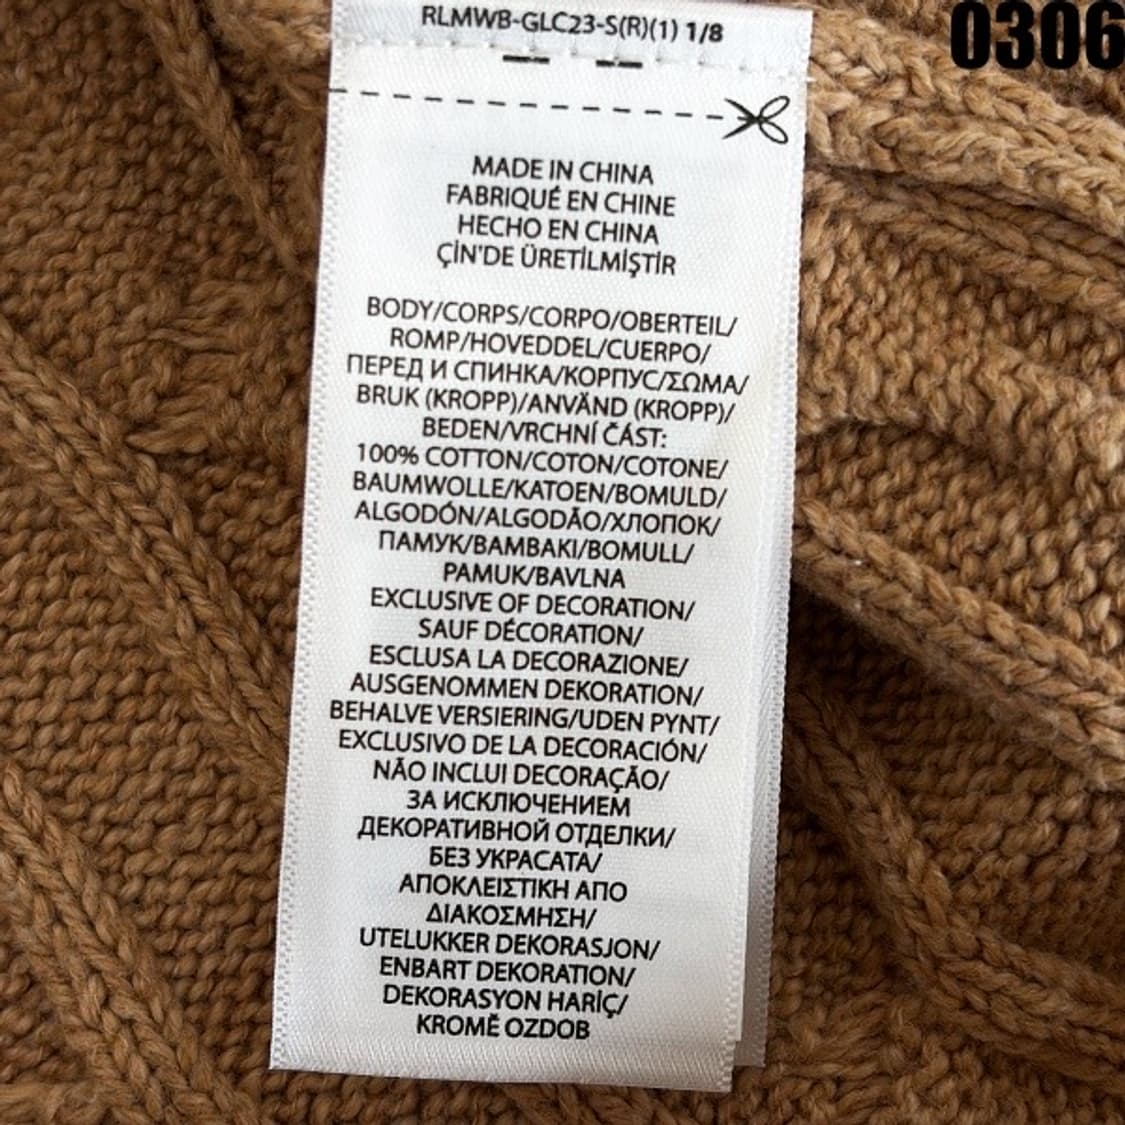 0306
RLMWB-GLC23-S(R)(1) 1/8
MADE IN CHINA
FABRIQUÉ EN CHINE
HECHO EN CHINA
ÇİN'DE ÜRETİLMİŞTİR
BODY/CORPS/CORPO/OBERTEIL/
ROMP/HOVEDDEL/CUERPO/
ПЕРЕД И СПИНКА/КОРПУС/ΣΩΜΑ/
BRUK (KROPP)/ANVÄND (KROPP)/
BEDEN/VRCHNÍ ČÁST:
100% COTTON/COTON/COTONE/
BAUMWOLLE/KATOEN/BOMULD/
ALGODÓN/ALGODÃO/ХЛОПОК/
ПАМУК/ΒΑΜΒΑΚΙ/BOMULL/
PAMUK/BAVLNA
EXCLUSIVE OF DECORATION/
SAUF DÉCORATION/
ESCLUSA LA DECORAZIONE/
AUSGENOMMEN DEKORATION/
BEHALVE VERSIERING/UDEN PYNT/
EXCLUSIVO DE LA DECORACIÓN/
NÃO INCLUI DECORAÇÃO/
ЗА ИСКЛЮЧЕНИЕМ
ДЕКОРАТИВНОЙ ОТДЕЛКИ/
БЕЗ УКРАСАТА/
ΑΠΟΚΛΕΙΣΤΙΚΗ ΑΠΟ
ΔΙΑΚΟΣΜΗΣΗ/
UTELUKKER DEKORASJON/
ENBART DEKORATION/
DEKORASYON HARİÇ/
KROMĚ OZDOB